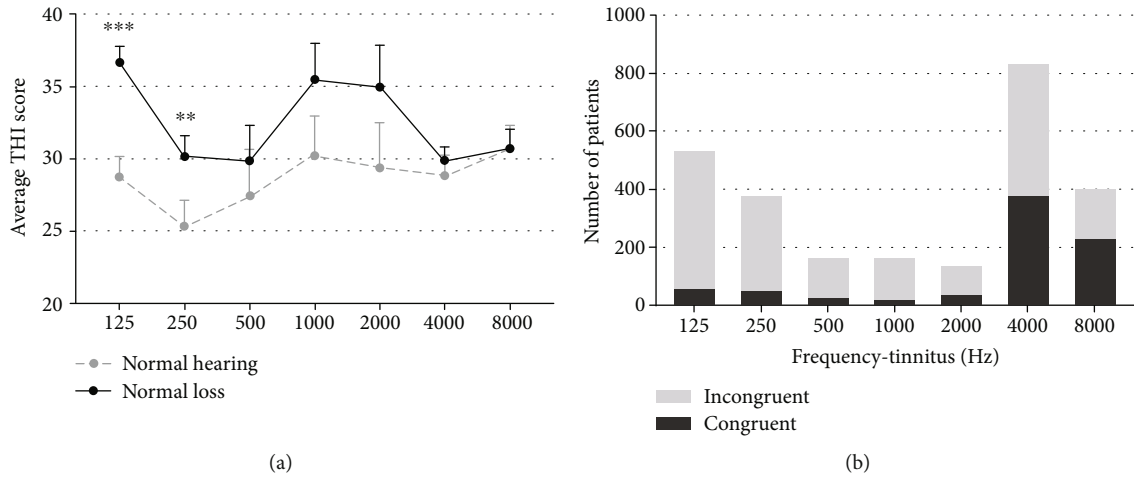 Average THI score
40
35
30
25
20
***
**
125 250 500 1000 2000 4000 8000
Normal hearing
Normal loss
(a)
Number of patients
1000
800
600
400
200
0
125 250 500 1000 2000 4000 8000
Frequency-tinnitus (Hz)
Incongruent
Congruent
(b)